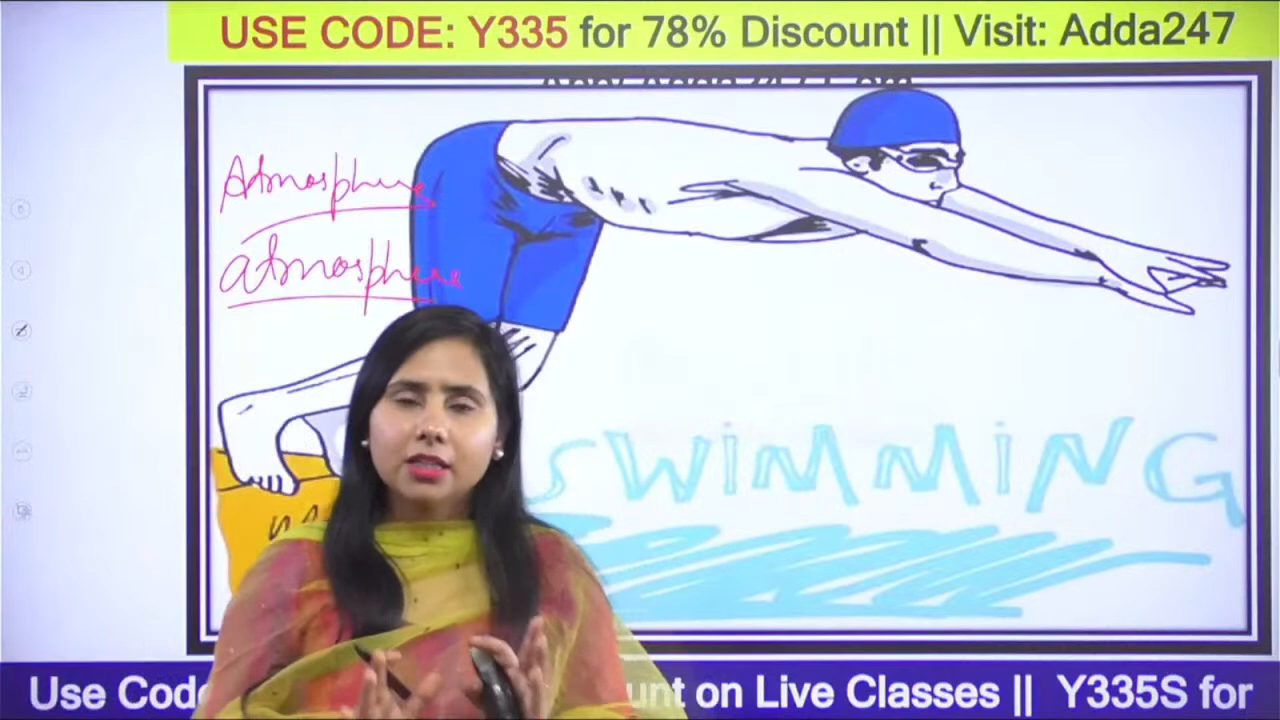 USE CODE: Y335 for 78% Discount || Visit: Adda247
Atmosphere
atmosphere
SWIMMING
Use Code
unt on Live Classes || Y335S for